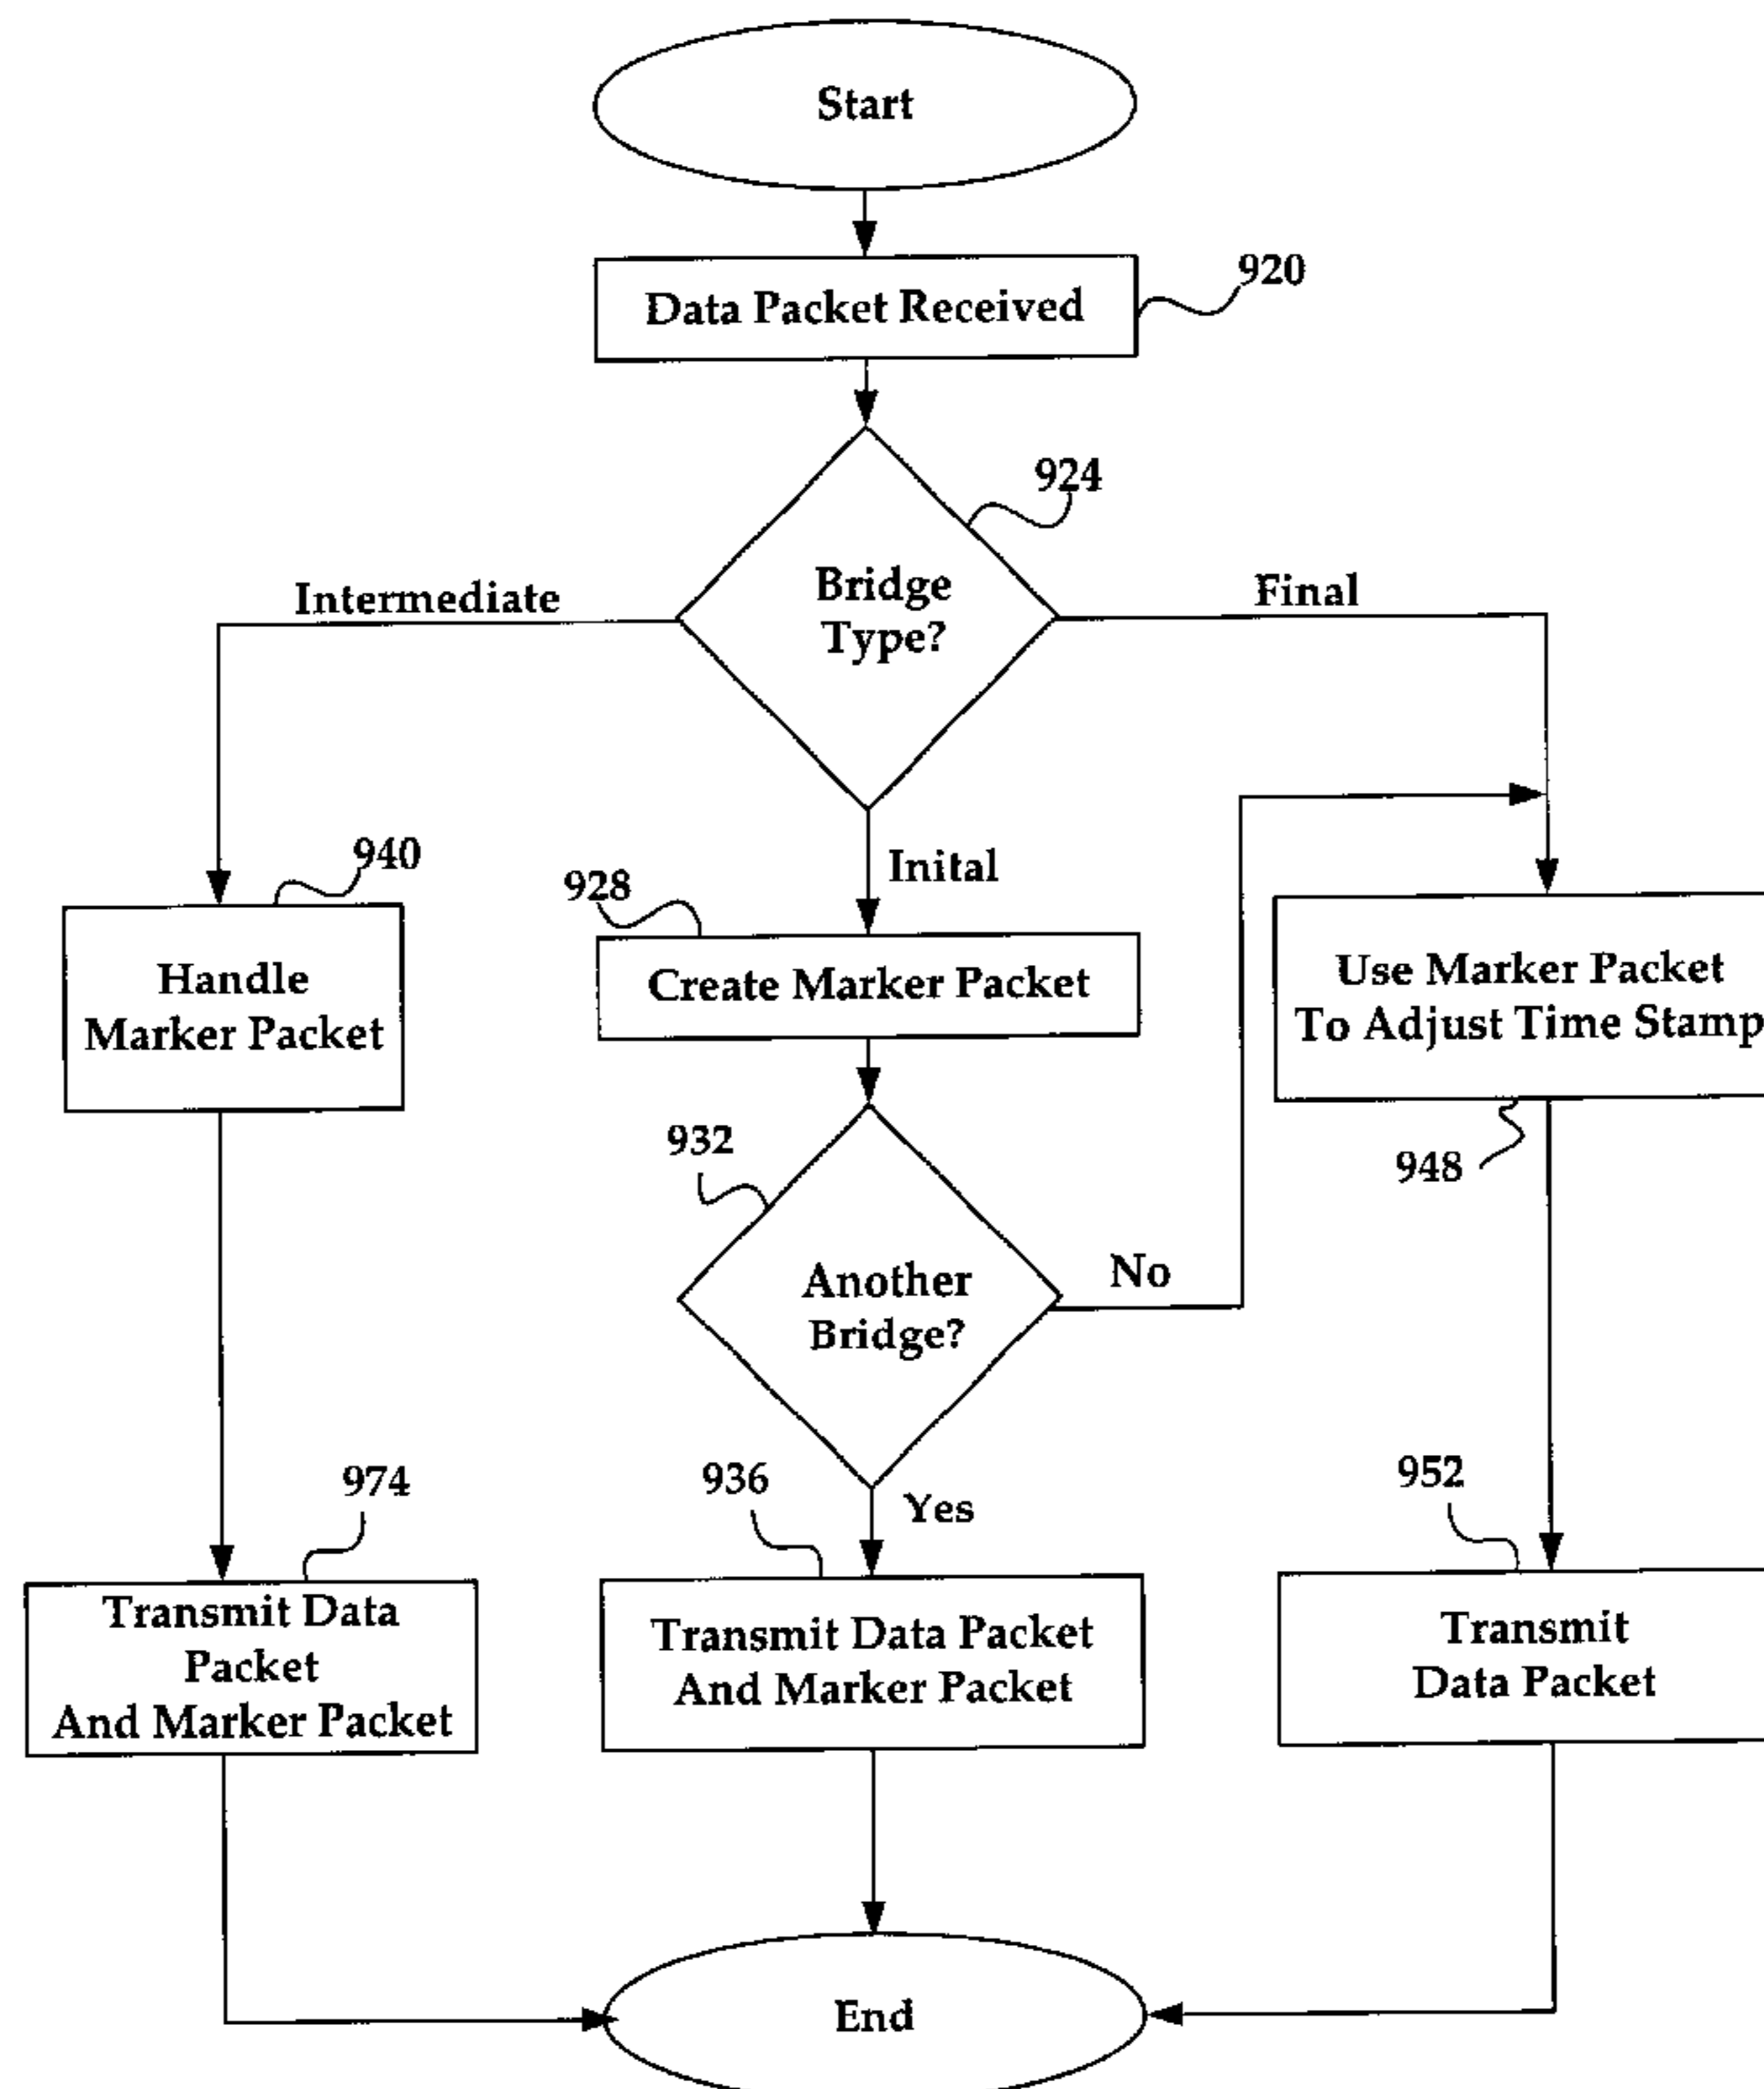 Start
Data Packet Received
920
924
Bridge
Type?
Intermediate
Final
Inital
940
928
Handle
Marker Packet
Create Marker Packet
Use Marker Packet
To Adjust Time Stamp
932
948
Another
Bridge?
No
Yes
974
936
952
Transmit Data
Packet
And Marker Packet
Transmit Data Packet
And Marker Packet
Transmit
Data Packet
End